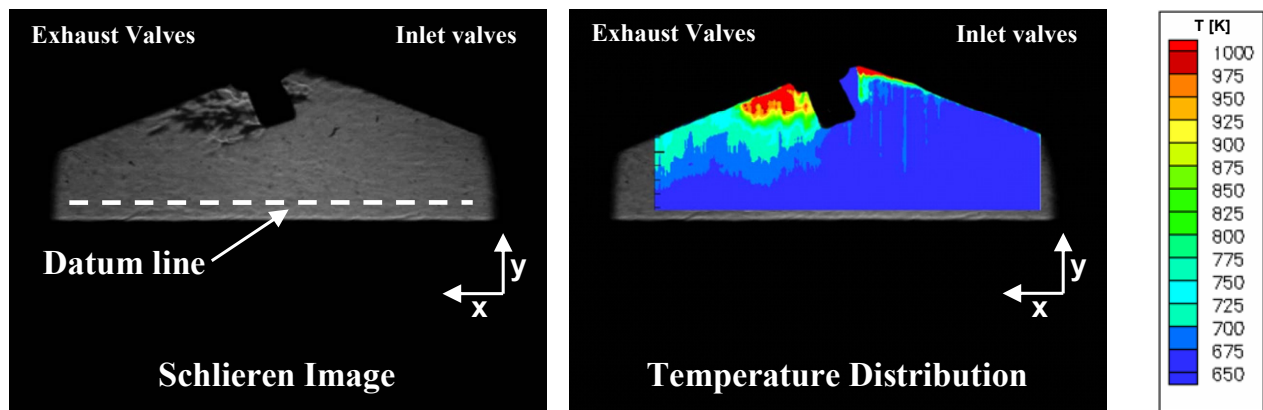 Exhaust Valves
Inlet valves
Datum line
y
x
Schlieren Image
Exhaust Valves
Inlet valves
y
x
Temperature Distribution
T [K]
1000
975
950
925
900
875
850
825
800
775
750
725
700
675
650